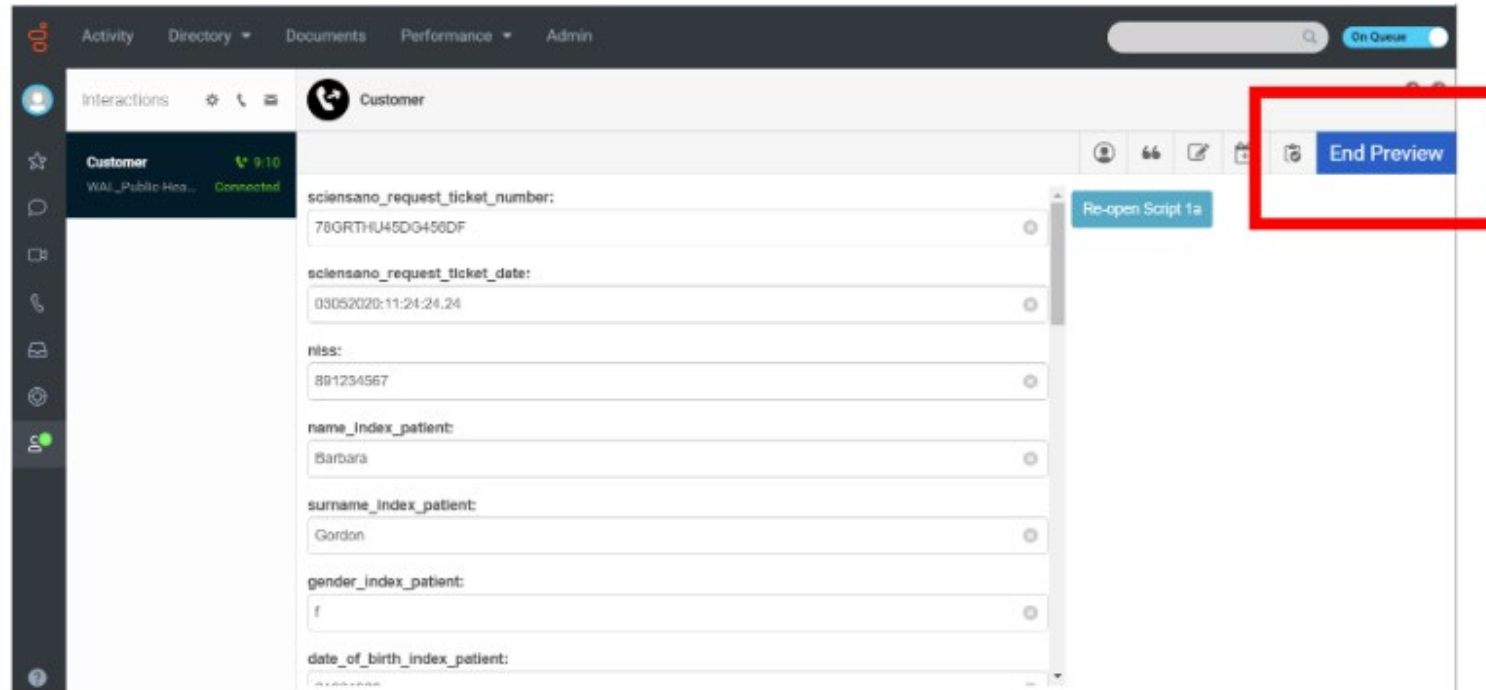 Activity Directory Documents Performance Admin On Queue
Interactions Customer
Customer 9:10
WAL_Public Hea... Connected
End Preview
sciensano_request_ticket_number:
Re-open Script 1a
78GRTHU45DG456DF
sciensano_request_ticket_date:
03052020:11:24:24.24
niss:
891234567
name_index_patient:
Barbara
surname_index_patient:
Gordon
gender_index_patient:
f
date_of_birth_index_patient: